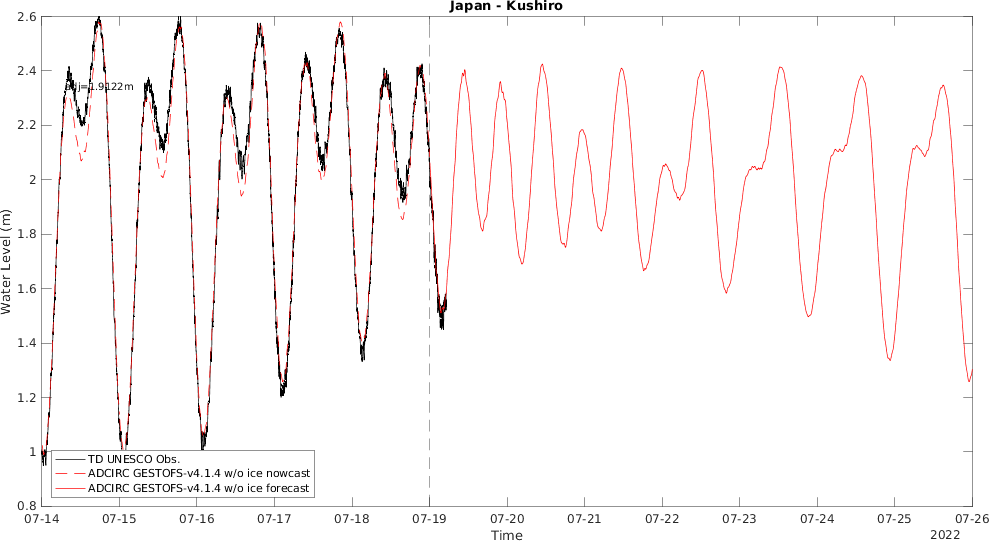 Japan - Kushiro
Water Level (m)
2.6
2.4
2.2
2
1.8
1.6
1.4
1.2
1
0.8
adj=1.9122m
TD UNESCO Obs.
ADCIRC GESTOFS-v4.1.4 w/o ice nowcast
ADCIRC GESTOFS-v4.1.4 w/o ice forecast
07-14 07-15 07-16 07-17 07-18 07-19 07-20 07-21 07-22 07-23 07-24 07-25 07-26
Time
2022